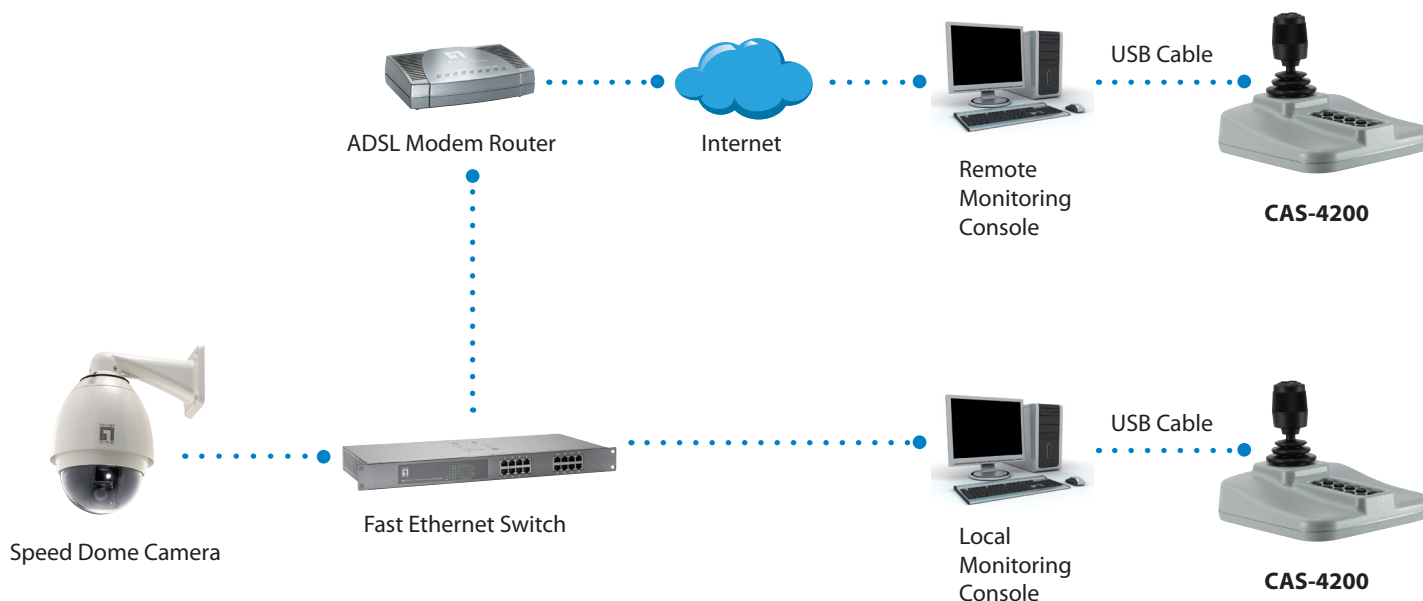 USB Cable
ADSL Modem Router
Internet
Remote
Monitoring
Console
CAS-4200
USB Cable
Fast Ethernet Switch
Speed Dome Camera
Local
Monitoring
Console
CAS-4200